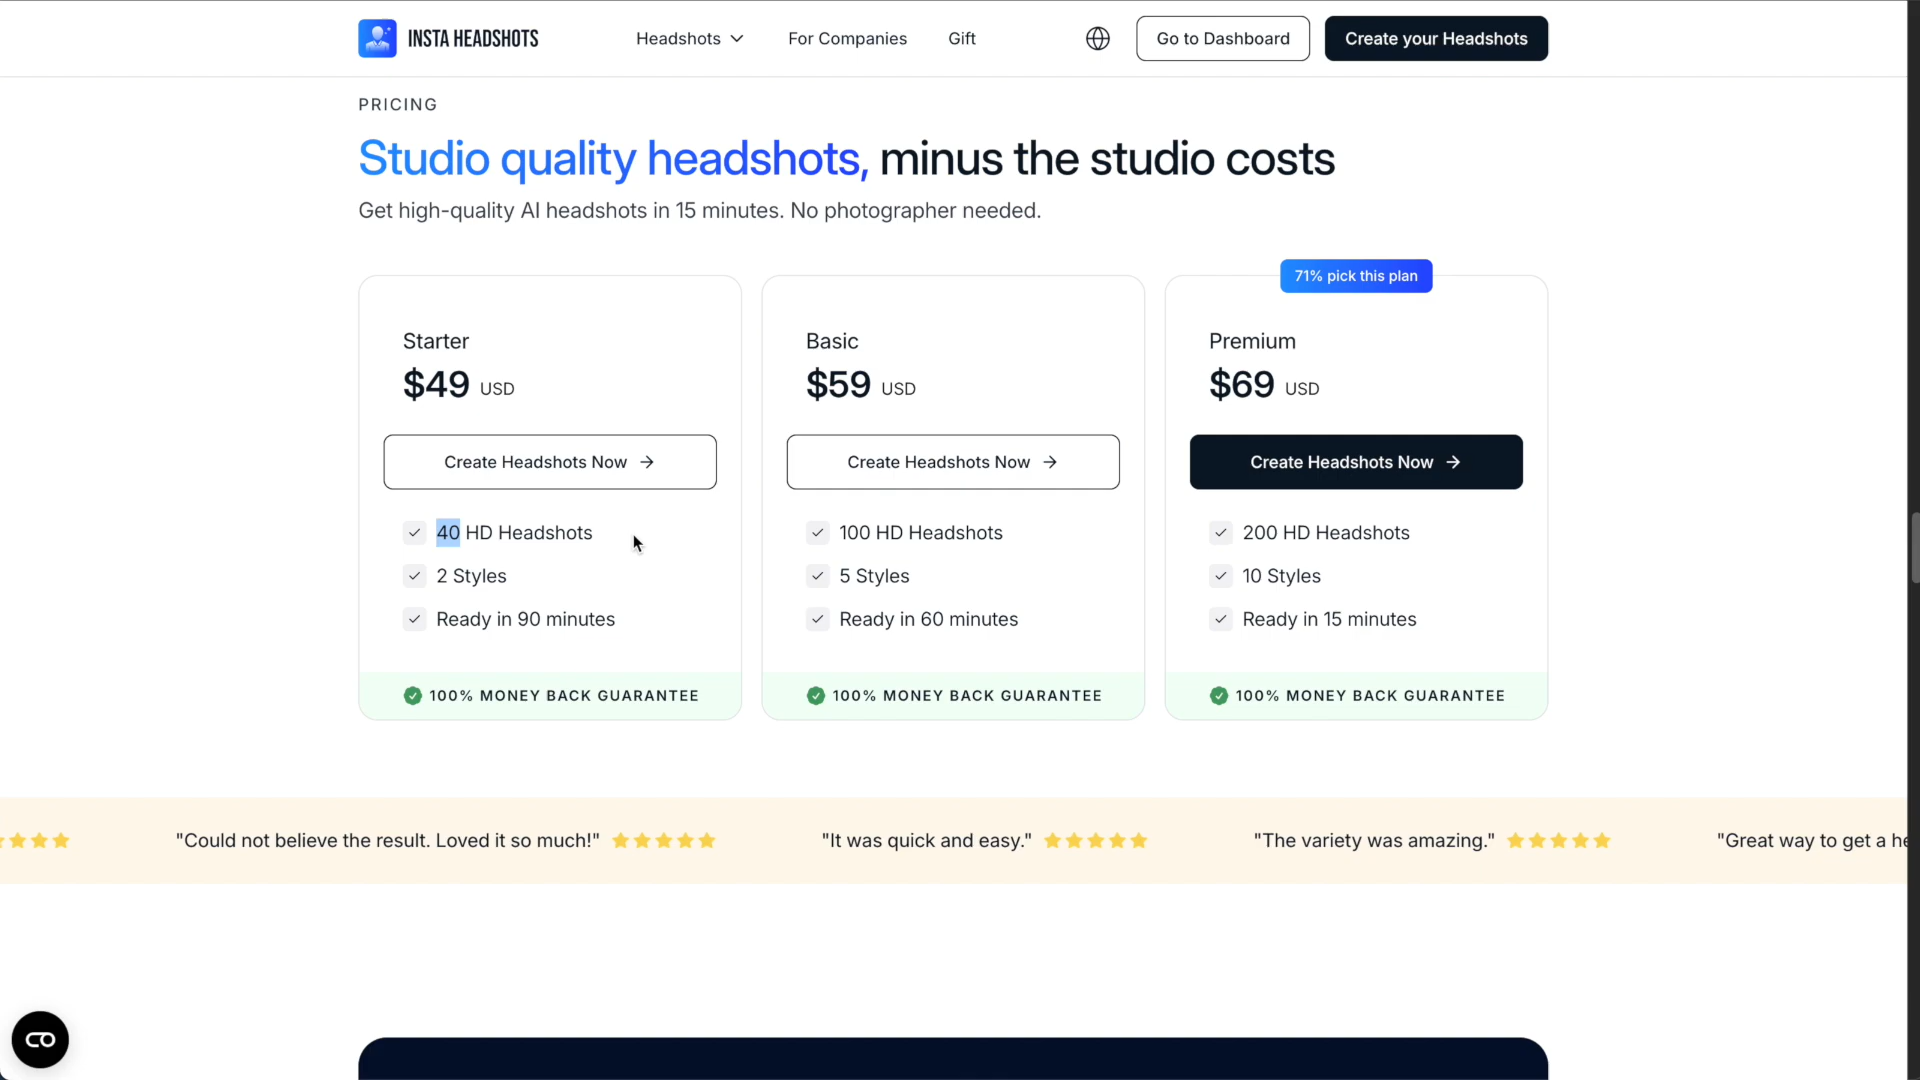 INSTA HEADSHOTS
Headshots
For Companies
Gift
Go to Dashboard
Create your Headshots
PRICING
Studio quality headshots, minus the studio costs
Get high-quality AI headshots in 15 minutes. No photographer needed.
Starter
$49 USD
Create Headshots Now
40 HD Headshots
2 Styles
Ready in 90 minutes
100% MONEY BACK GUARANTEE
Basic
$59 USD
Create Headshots Now
100 HD Headshots
5 Styles
Ready in 60 minutes
100% MONEY BACK GUARANTEE
71% pick this plan
Premium
$69 USD
Create Headshots Now
200 HD Headshots
10 Styles
Ready in 15 minutes
100% MONEY BACK GUARANTEE
"Could not believe the result. Loved it so much!"
"It was quick and easy."
"The variety was amazing."
"Great way to get a he